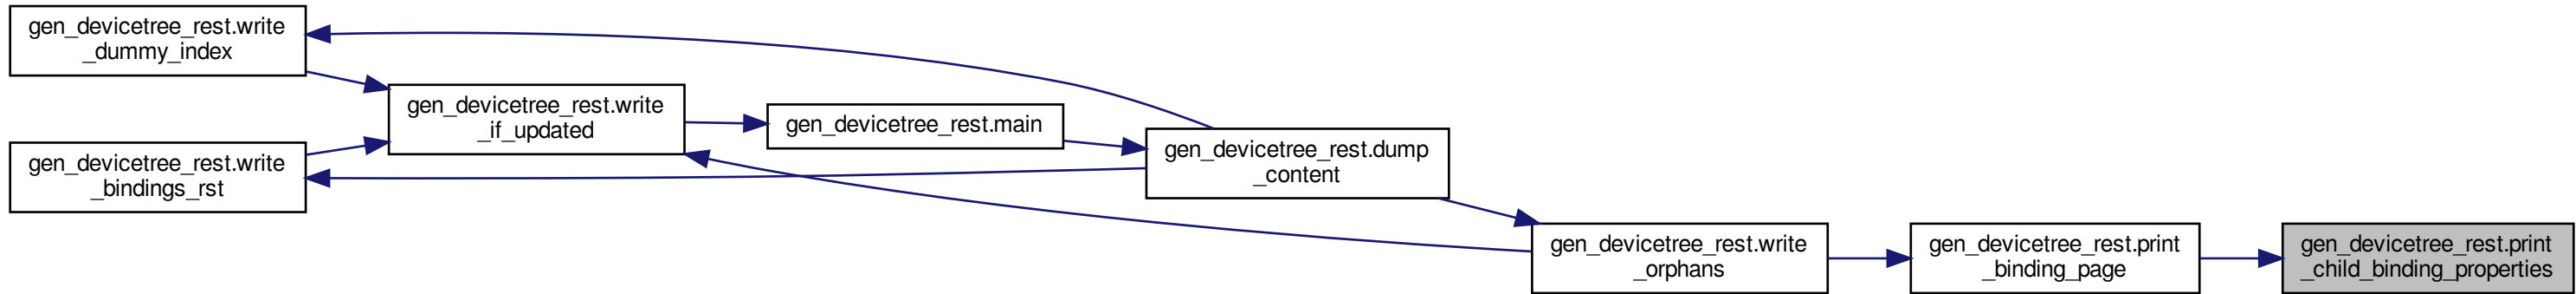 gen_devicetree_rest.write
_dummy_index
gen_devicetree_rest.write
_bindings_rst
gen_devicetree_rest.write
_if_updated
gen_devicetree_rest.main
gen_devicetree_rest.dump
_content
gen_devicetree_rest.write
_orphans
gen_devicetree_rest.print
_binding_page
gen_devicetree_rest.print
_child_binding_properties